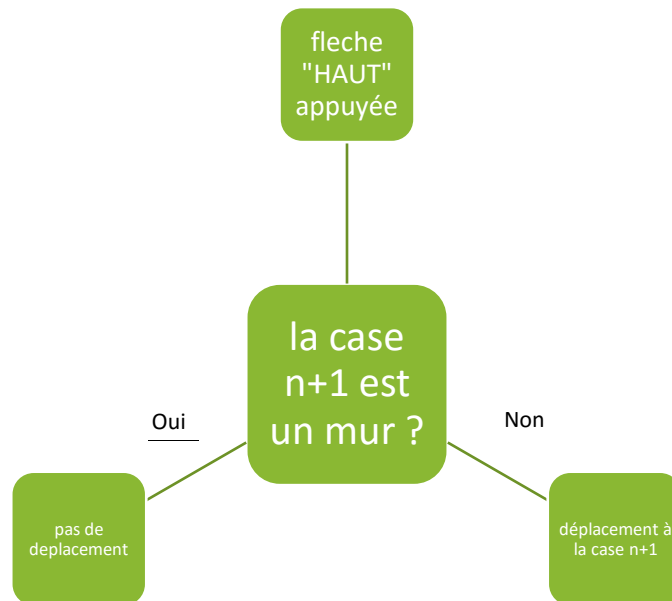 fleche
"HAUT"
appuyée
la case
n+1 est
un mur ?
Oui
Non
pas de
deplacement
déplacement à
la case n+1